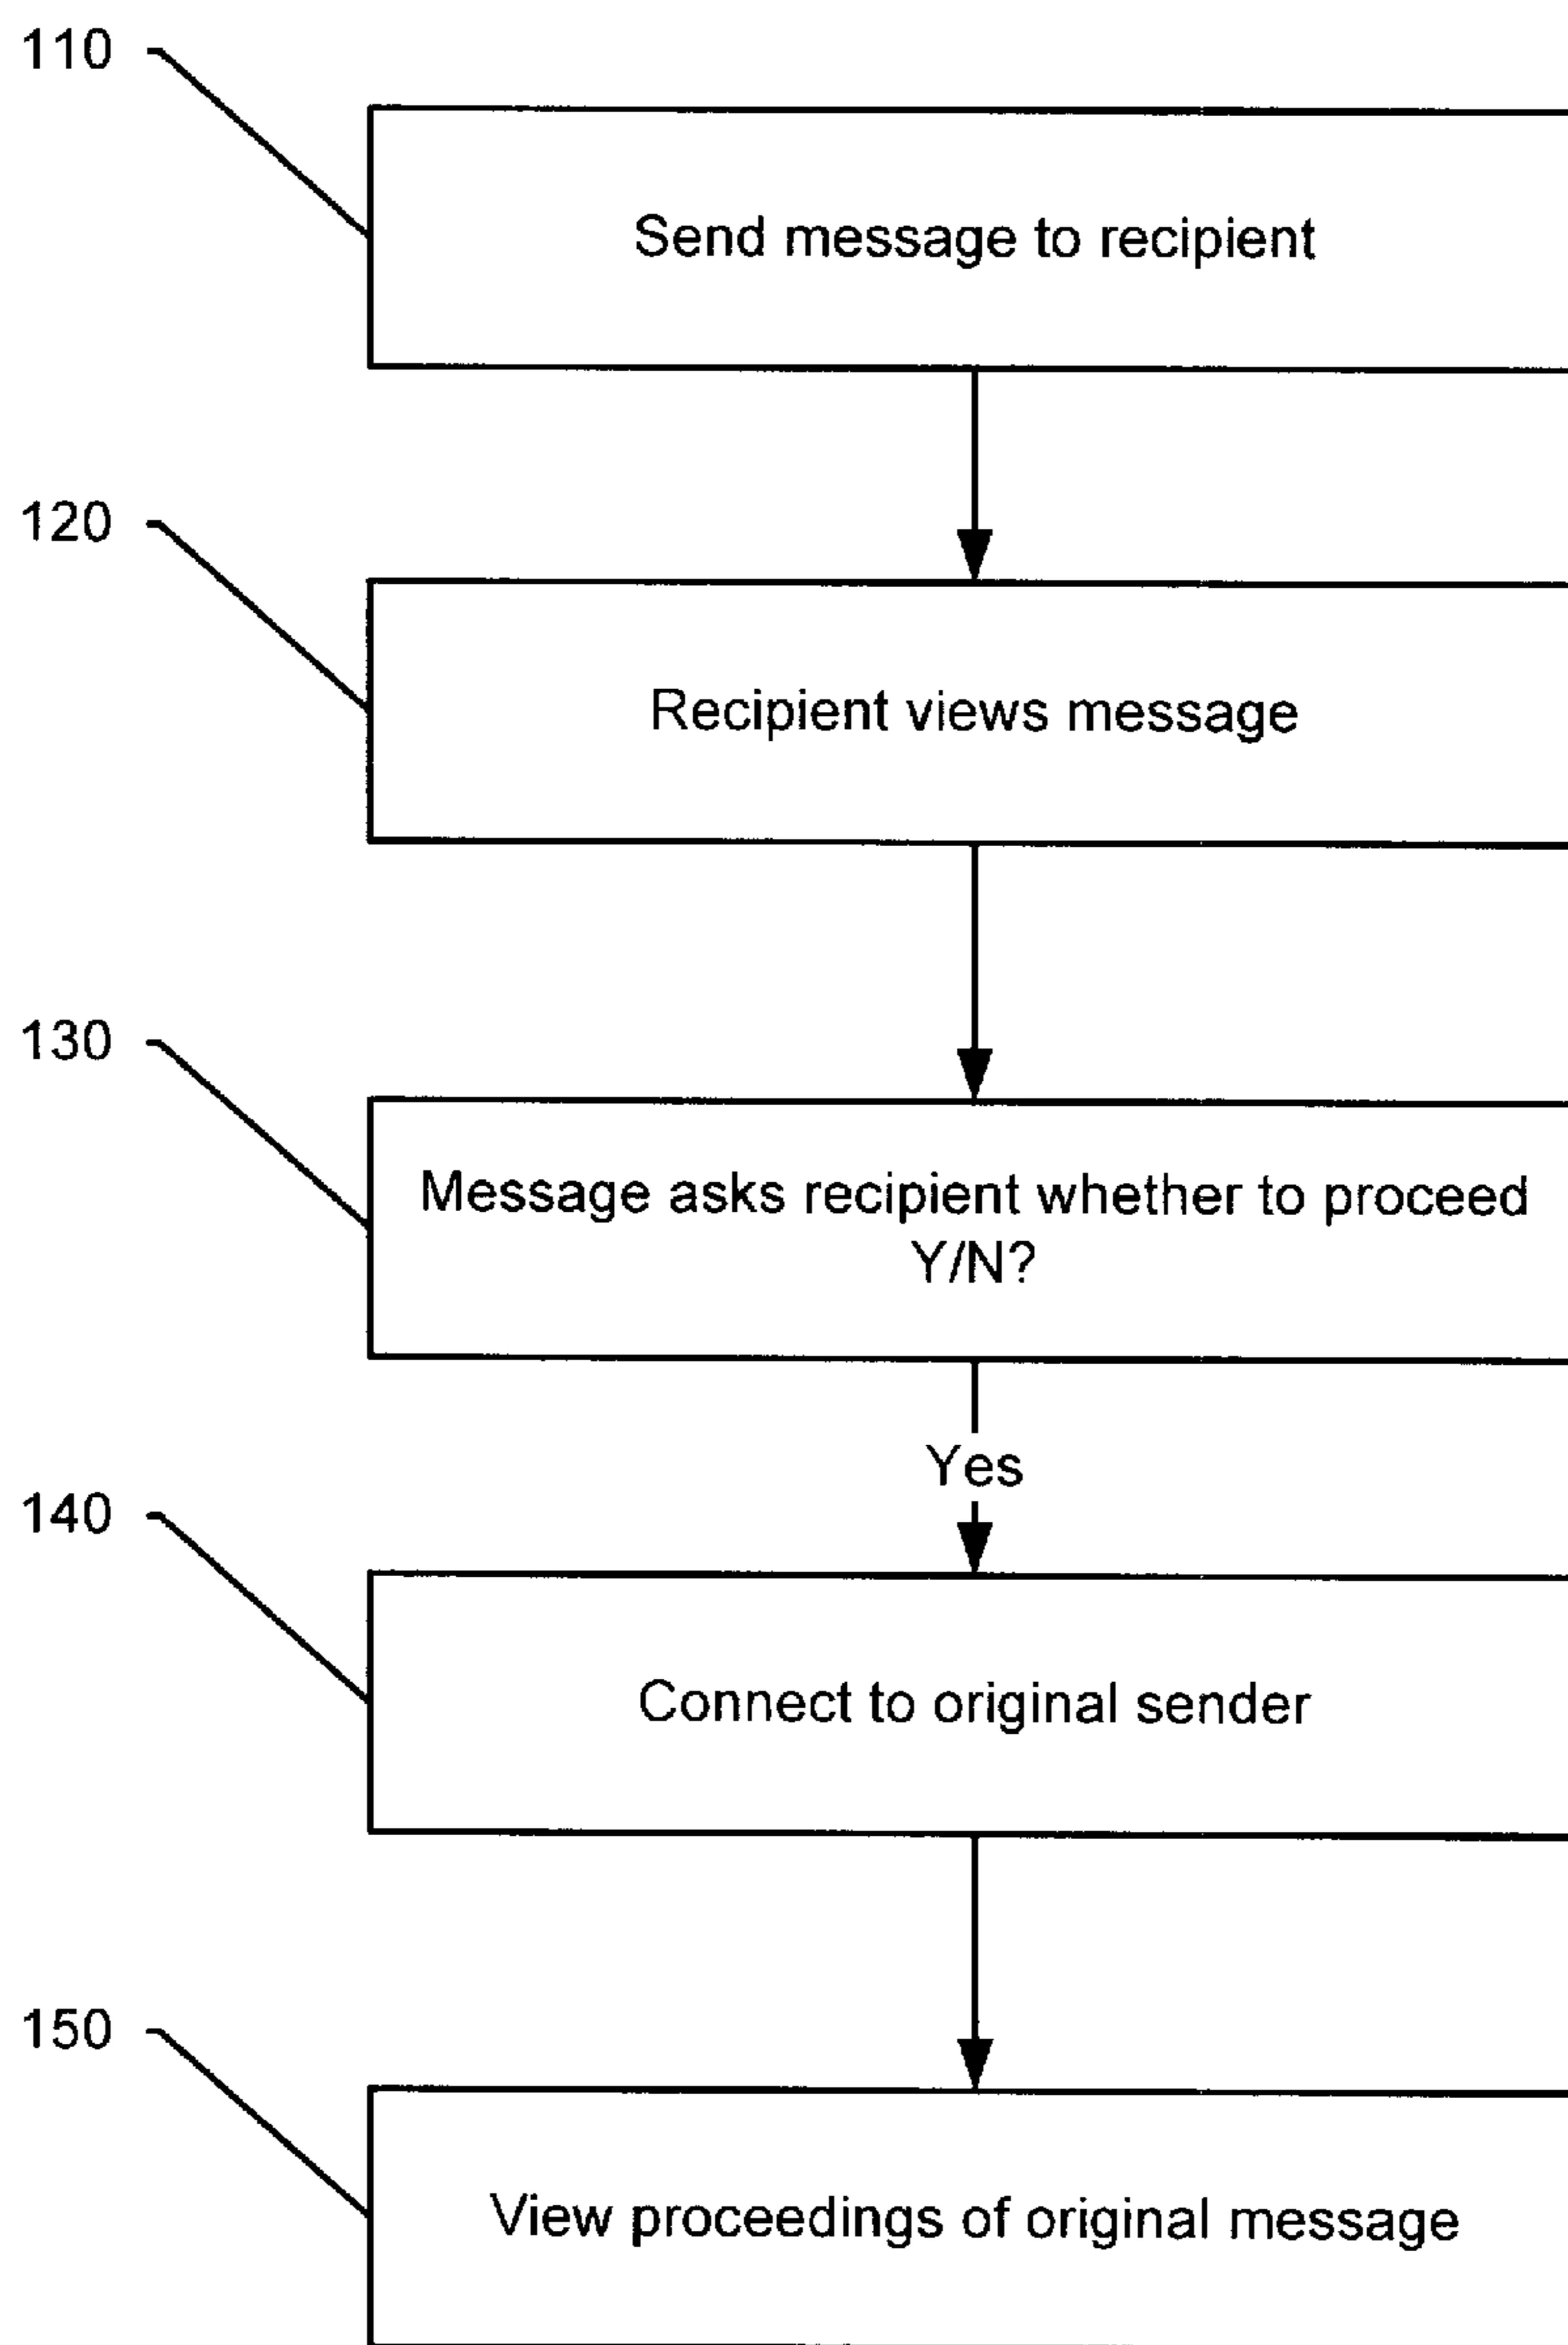 110
Send message to recipient
120
Recipient views message
130
Message asks recipient whether to proceed
Y/N?
Yes
140
Connect to original sender
150
View proceedings of original message